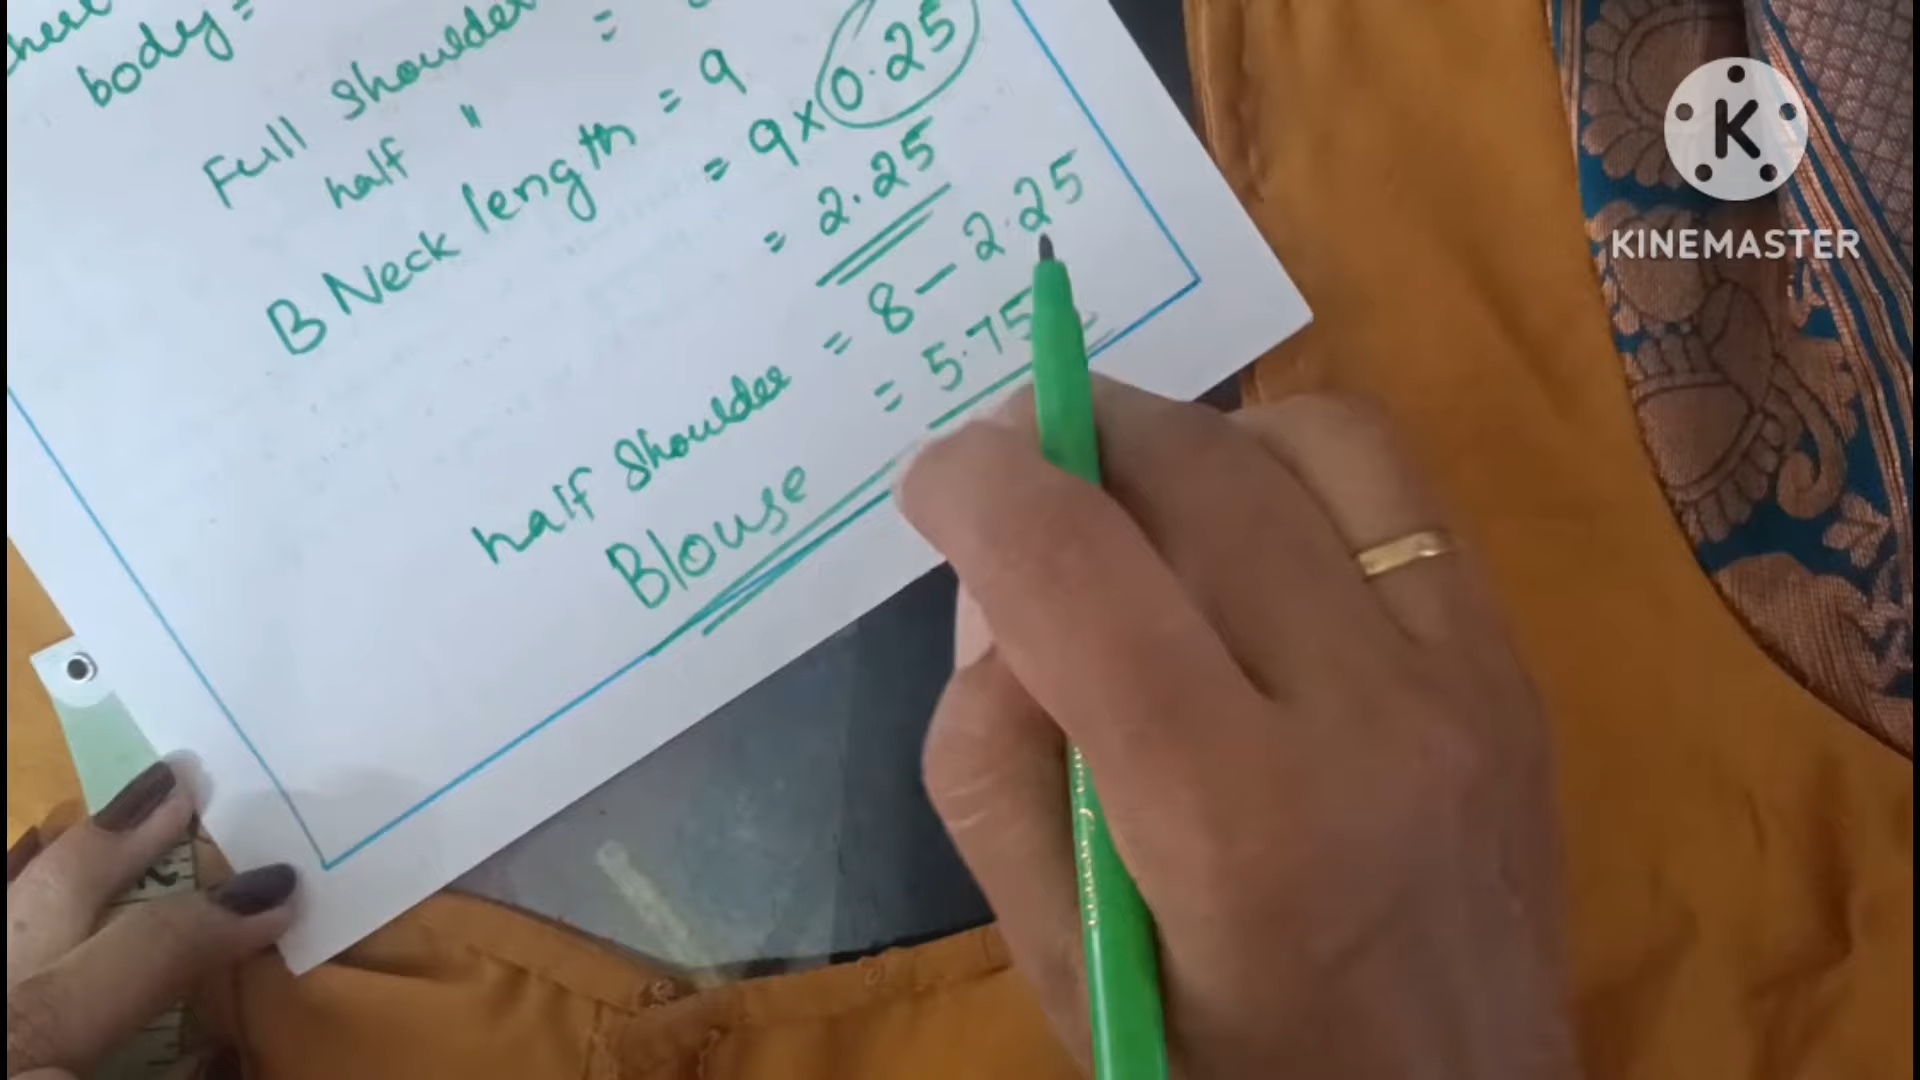 body =
Full Shoulder =
half "
B Neck length = 9
= 9 x 0.25
= 2.25
half Shoulder = 8 - 2.25
Blouse = 5.75
K
KINEMASTER